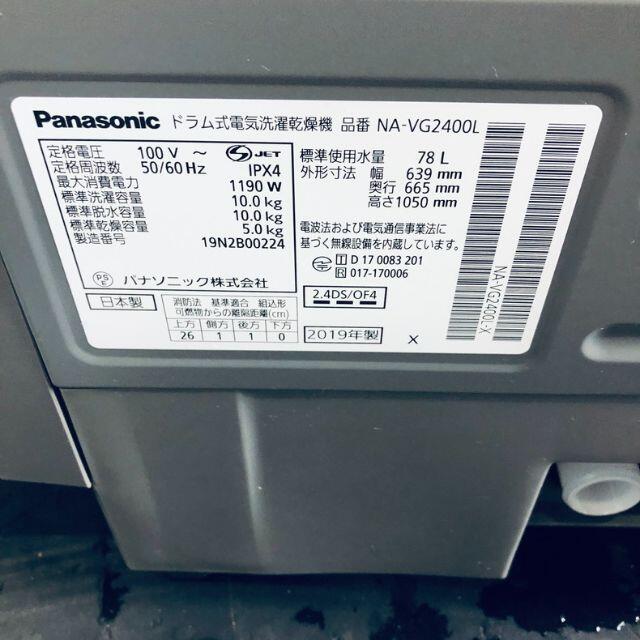 Panasonic ドラム式電気洗濯乾燥機 品番 NA-VG2400L
定格電圧 100 V ～
定格周波数 50/60 Hz
最大消費電力 1190 W
標準洗濯容量 10.0 kg
標準脱水容量 10.0 kg
標準乾燥容量 5.0 kg
製造番号 19N2B00224
S JET
IPX4
PS E
パナソニック株式会社
日本製
消防法 基準適合 組込形
可燃物からの離隔距離(cm)
上方 側方 後方 下方
26 1 1 0
標準使用水量 78 L
外形寸法 幅 639 mm
奥行 665 mm
高さ 1050 mm
電波法および電気通信事業法に
基づく無線設備を内蔵しています。
T D 17 0083 201
R 017-170006
2.4DS/OF4
2019年製
X
NA-VG2400L-X